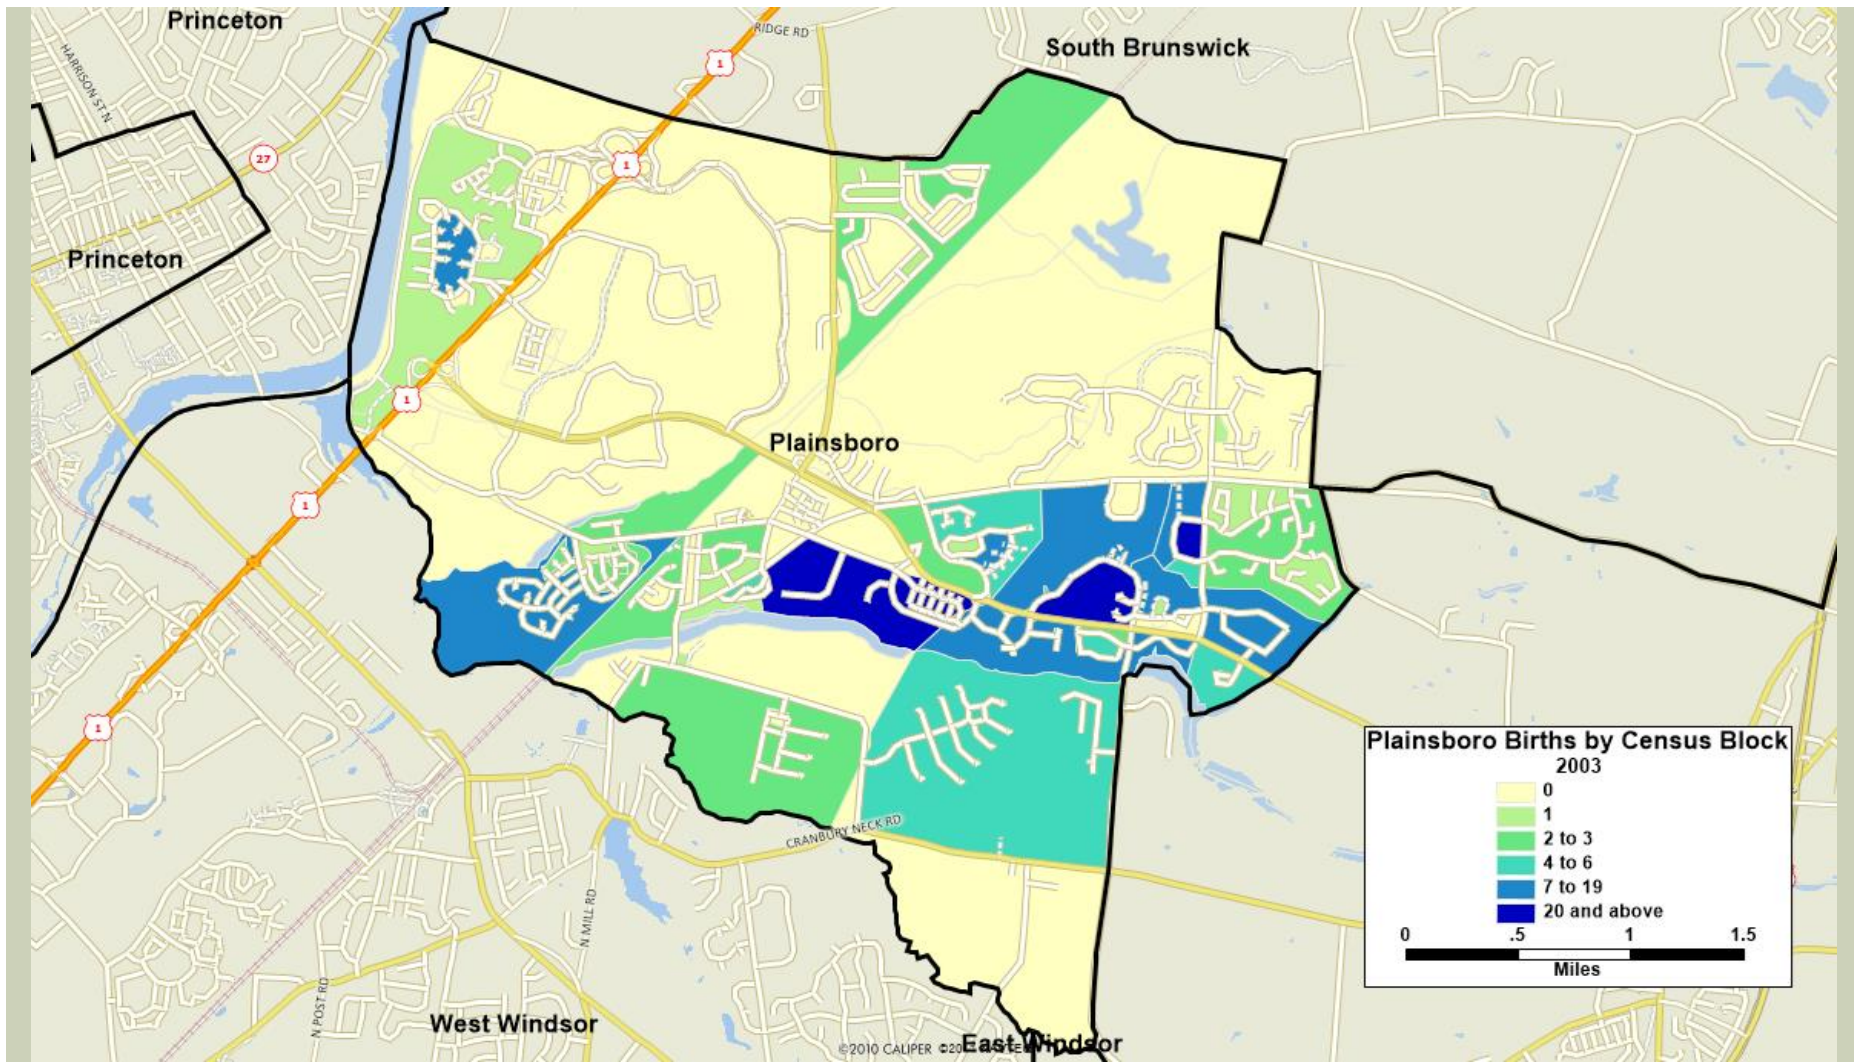 Princeton
RIDGE RD
South Brunswick
1
HARRISON ST N
27
1
Princeton
1
Plainsboro
1
1
Plainsboro Births by Census Block
2003
0
1
2 to 3
4 to 6
7 to 19
20 and above
0 .5 1 1.5
Miles
CRANBURY NECK RD
N MILL RD
N POST RD
West Windsor
East Windsor
©2010 CALIPER